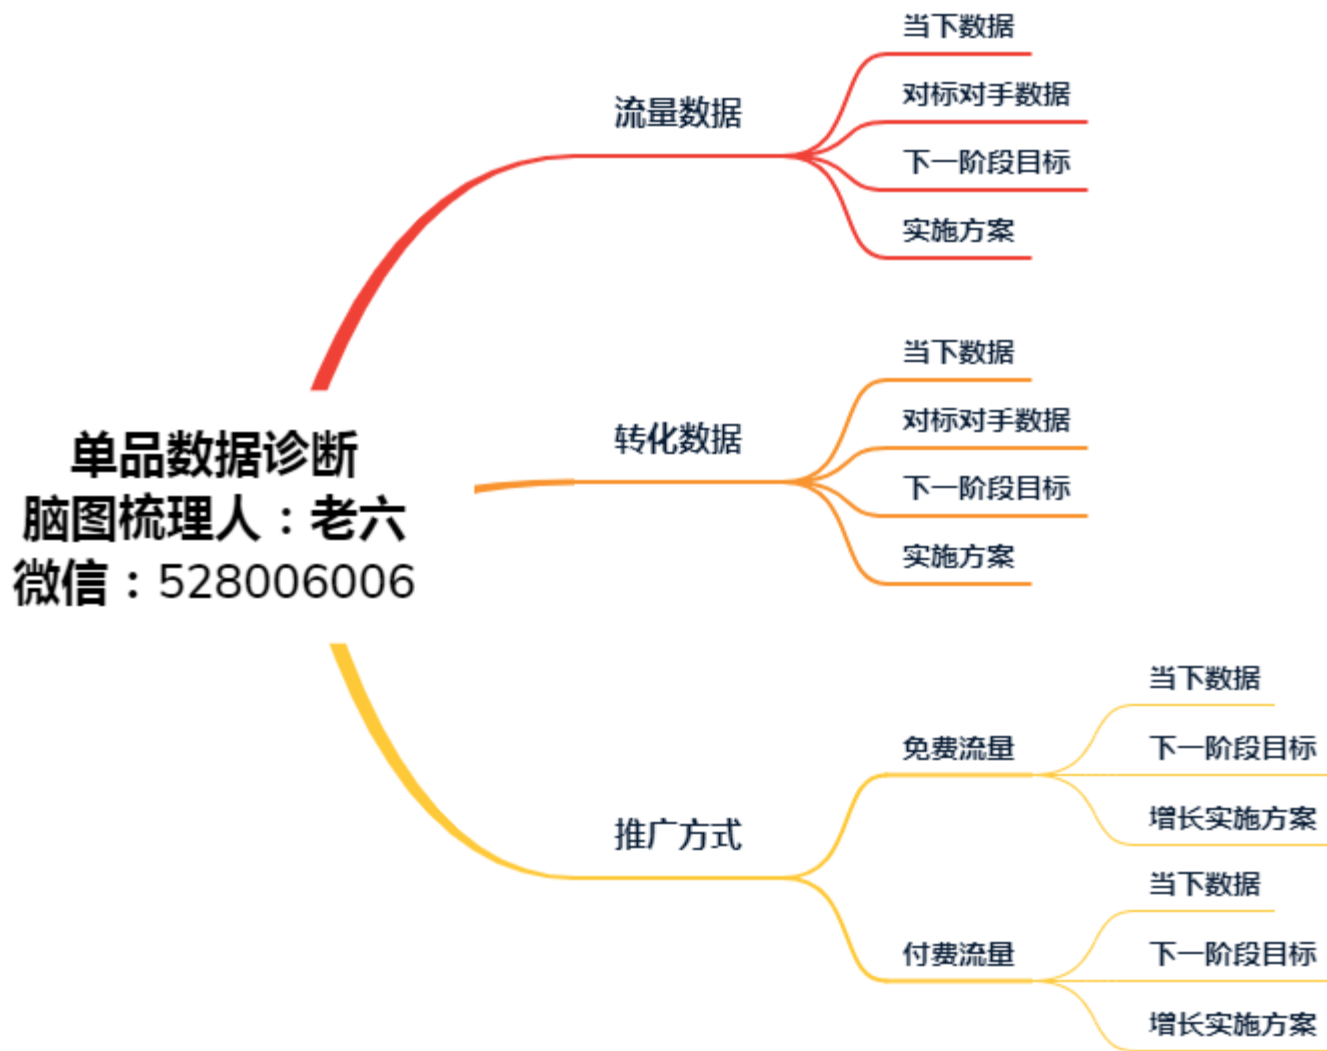 单品数据诊断
脑图梳理人：老六
微信：528006006
流量数据
当下数据
对标对手数据
下一阶段目标
实施方案
转化数据
当下数据
对标对手数据
下一阶段目标
实施方案
推广方式
免费流量
当下数据
下一阶段目标
增长实施方案
付费流量
当下数据
下一阶段目标
增长实施方案